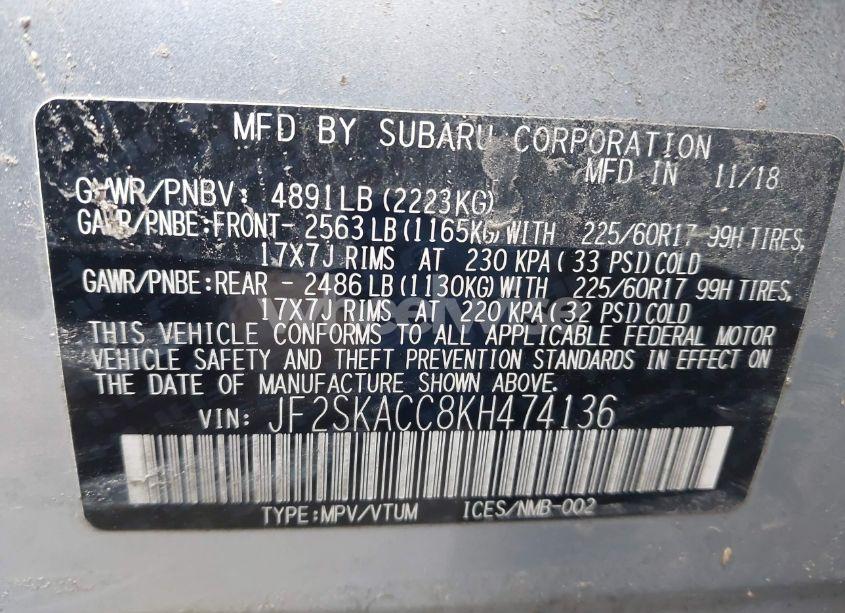 MFD BY SUBARU CORPORATION
MFD IN 11/18
GVWR/PNBV: 4891LB (2223KG)
GAWR/PNBE:FRONT- 2563LB(1165KG)WITH 225/60R17 99H TIRES,
17X7J RIMS AT 230 KPA( 33 PSI)COLD
GAWR/PNBE:REAR - 2486LB(1130KG)WITH 225/60R17 99H TIRES,
17X7J RIMS AT 220 KPA( 32 PSI)COLD
THIS VEHICLE CONFORMS TO ALL APPLICABLE FEDERAL MOTOR
VEHICLE SAFETY AND THEFT PREVENTION STANDARDS IN EFFECT ON
THE DATE OF MANUFACTURE SHOWN ABOVE.
VIN: JF2SKACC8KH474136
TYPE:MPV/VTUM ICES/NMB-002